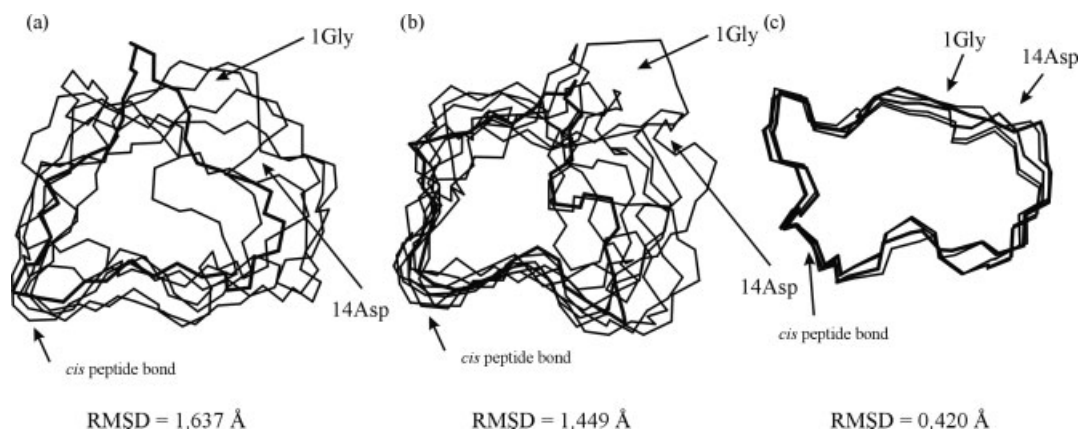 (a)
1Gly
14Asp
cis peptide bond
RMSD = 1,637 Å
(b)
1Gly
14Asp
cis peptide bond
RMSD = 1,449 Å
(c)
1Gly
14Asp
cis peptide bond
RMSD = 0,420 Å